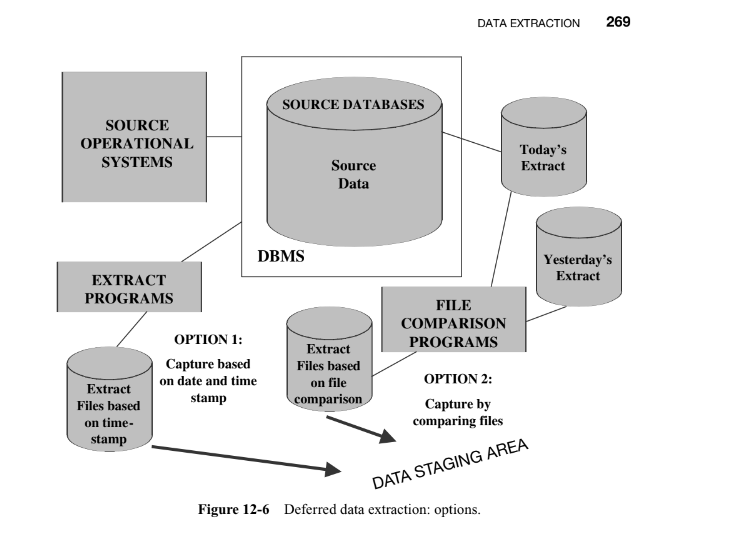 DATA EXTRACTION 269
SOURCE
OPERATIONAL
SYSTEMS
SOURCE DATABASES
Source
Data
DBMS
Today's
Extract
Yesterday's
Extract
EXTRACT
PROGRAMS
FILE
COMPARISON
PROGRAMS
OPTION 1:
Capture based
on date and time
stamp
Extract
Files based
on time-
stamp
Extract
Files based
on file
comparison
OPTION 2:
Capture by
comparing files
DATA STAGING AREA
Figure 12-6 Deferred data extraction: options.